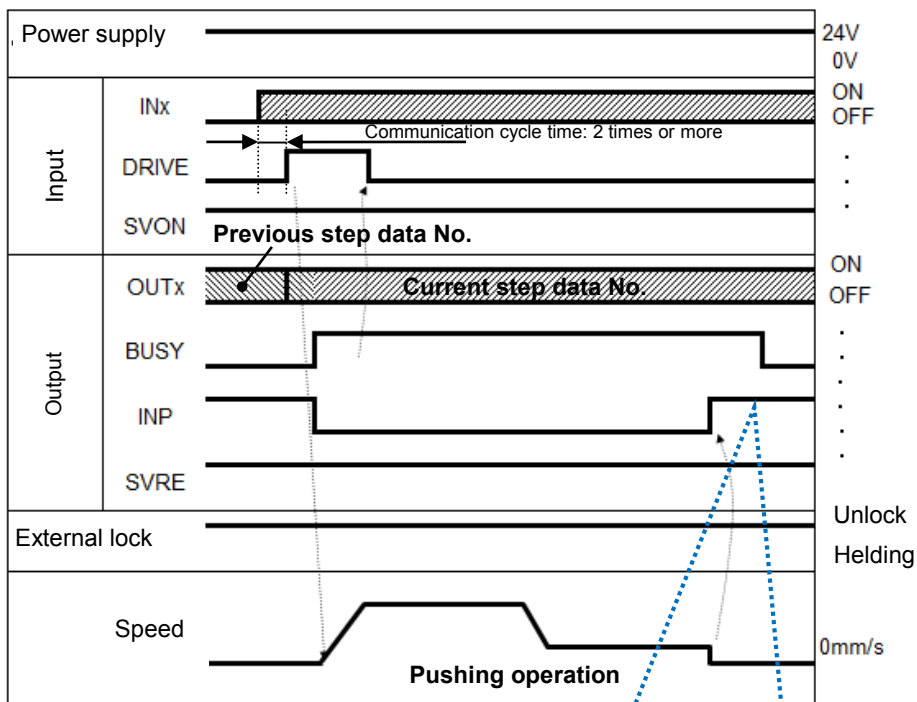 Power supply
24V
0V
Input
INx
ON
OFF
Communication cycle time: 2 times or more
DRIVE
SVON
Previous step data No.
Output
OUTx
Current step data No.
ON
OFF
BUSY
INP
SVRE
External lock
Unlock
Helding
Speed
0mm/s
Pushing operation